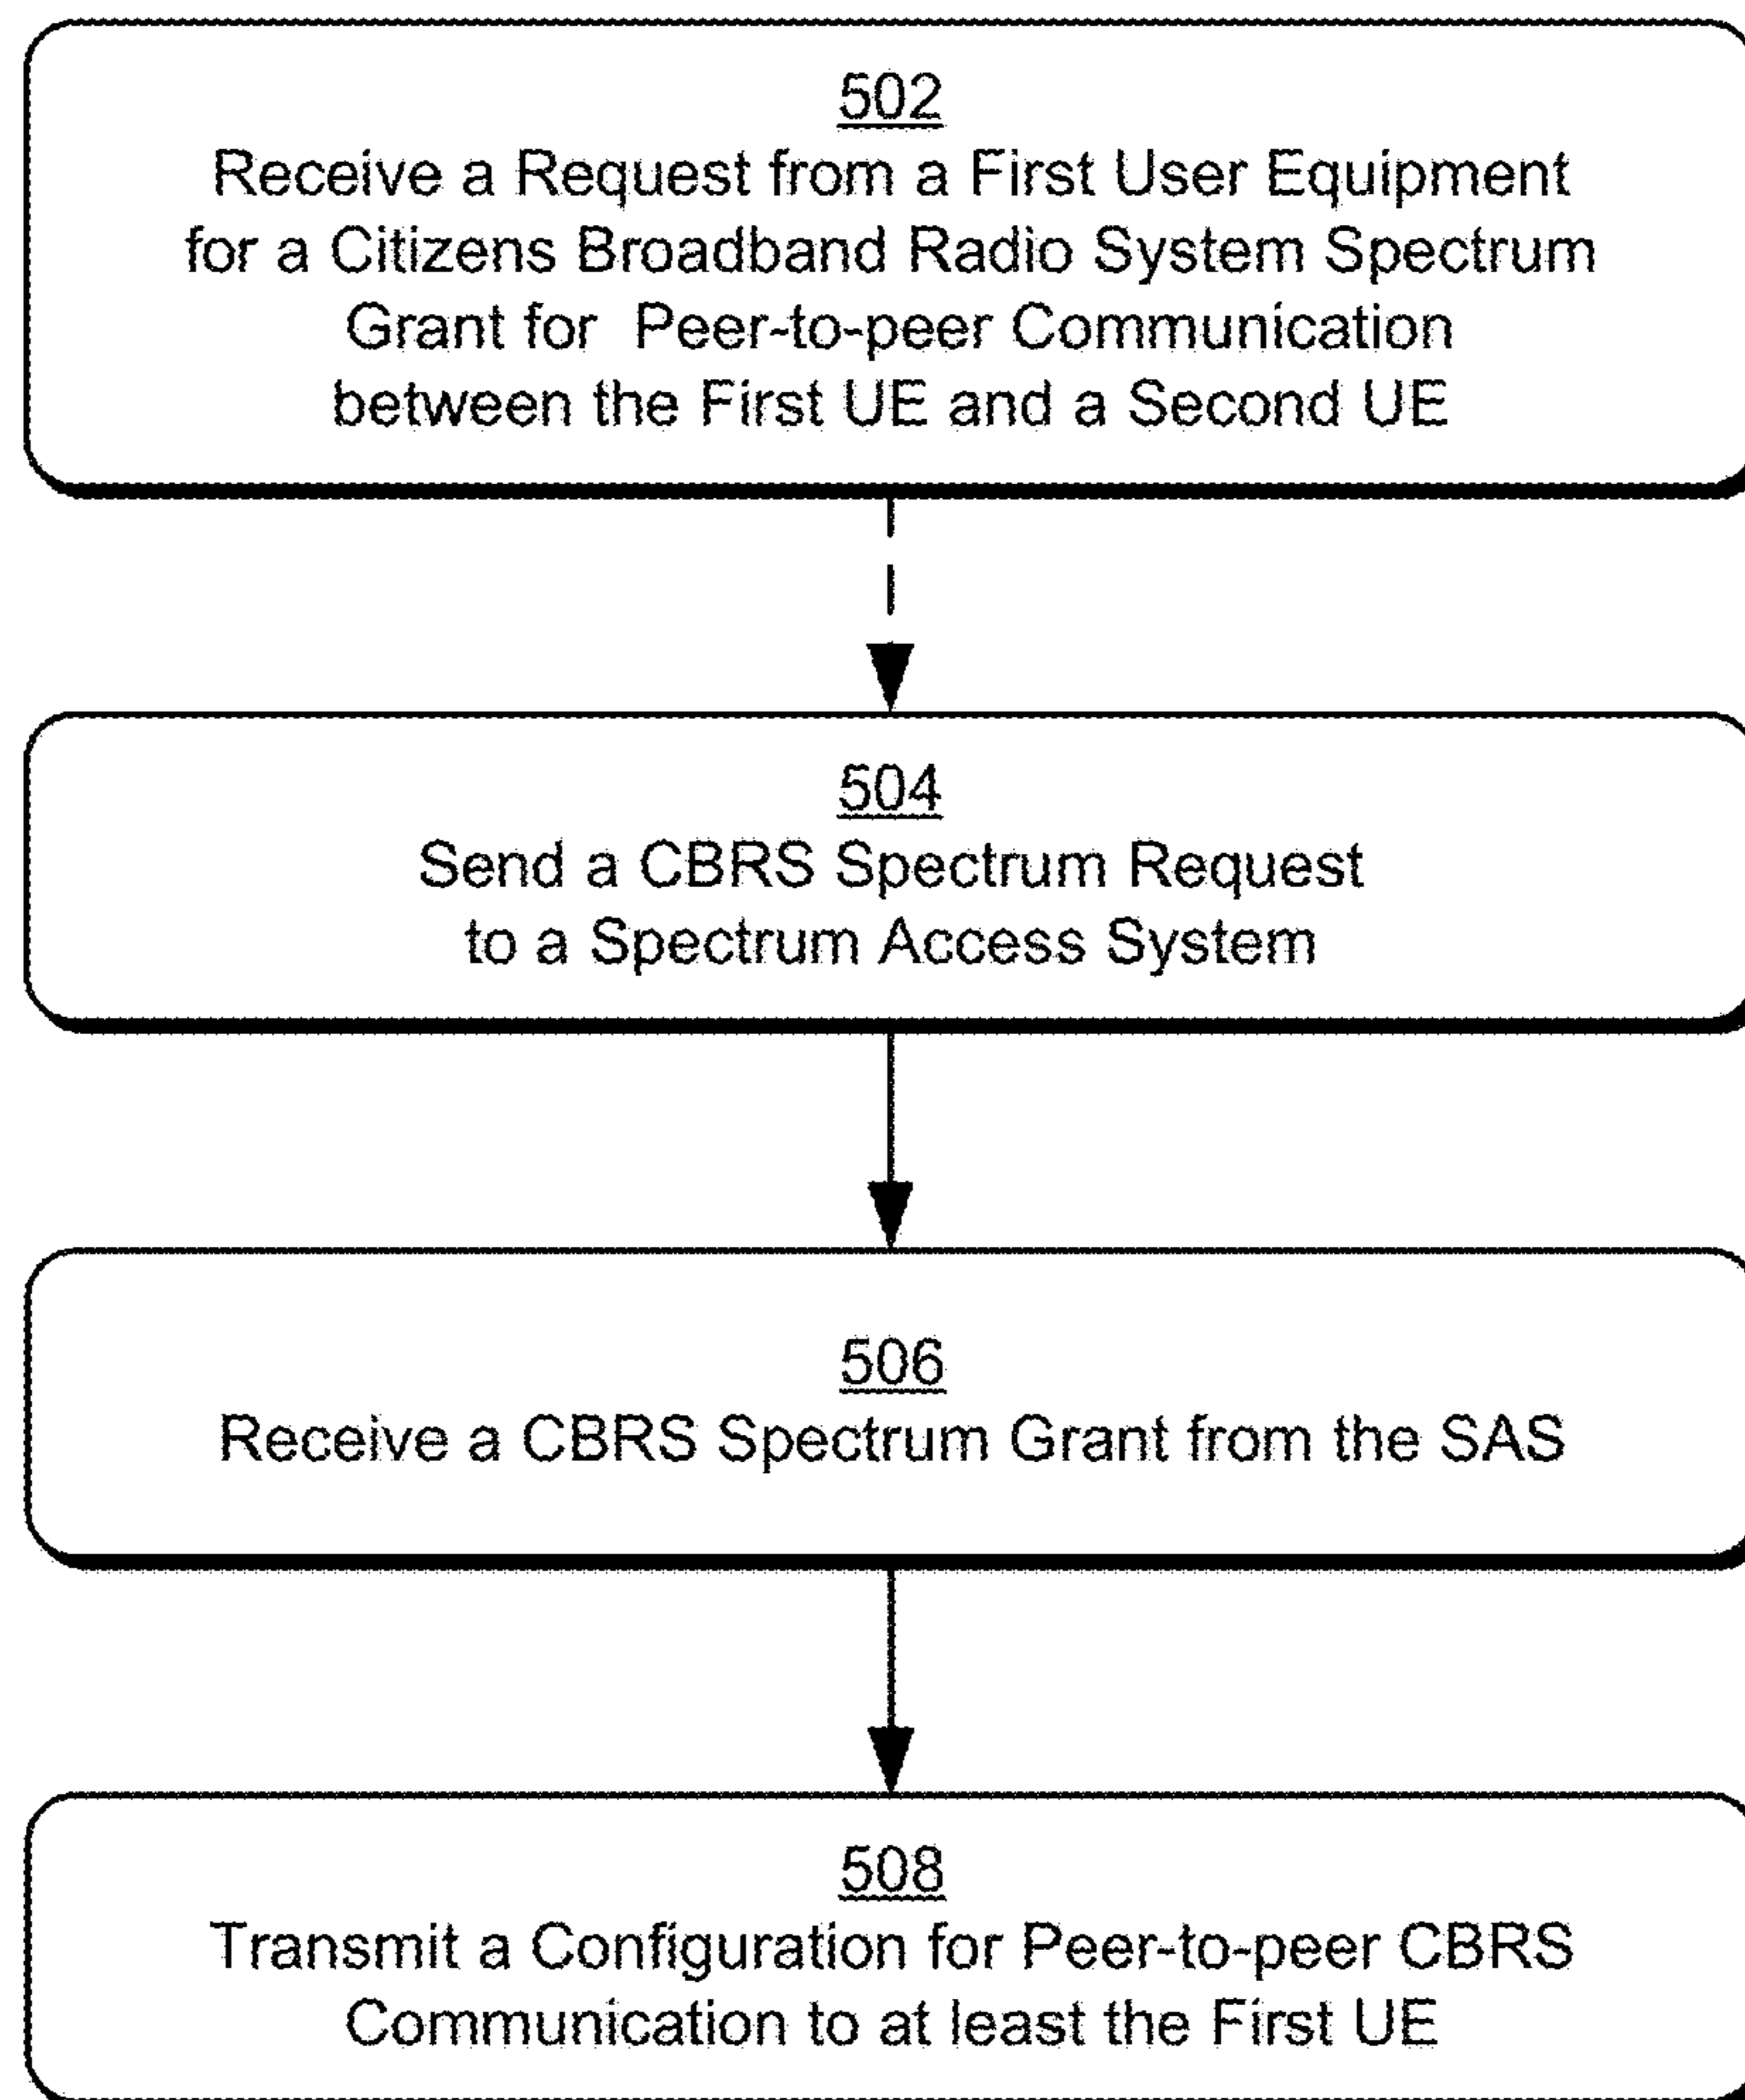 502
Receive a Request from a First User Equipment
for a Citizens Broadband Radio System Spectrum
Grant for Peer-to-peer Communication
between the First UE and a Second UE
504
Send a CBRS Spectrum Request
to a Spectrum Access System
506
Receive a CBRS Spectrum Grant from the SAS
508
Transmit a Configuration for Peer-to-peer CBRS
Communication to at least the First UE